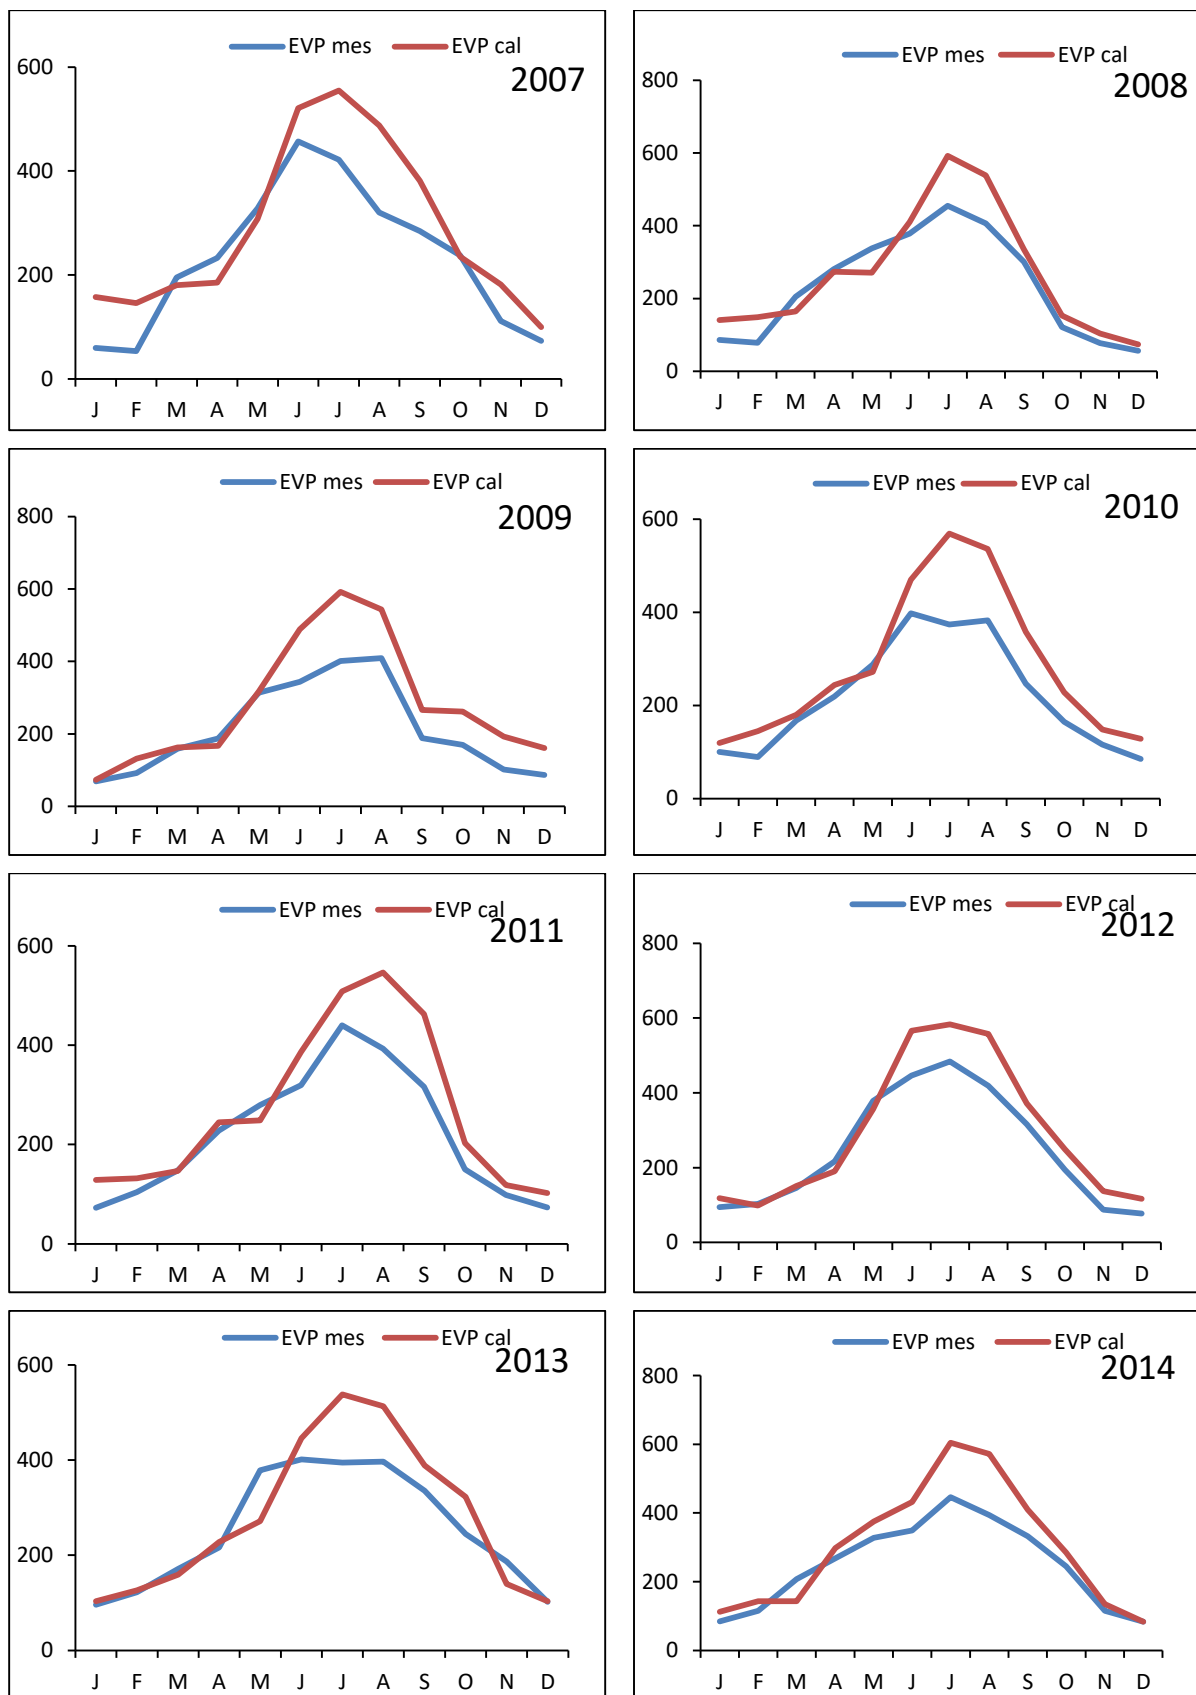 EVP mes EVP cal
2007
600
400
200
0
J F M A M J J A S O N D
EVP mes EVP cal
2008
800
600
400
200
0
J F M A M J J A S O N D
EVP mes EVP cal
2009
800
600
400
200
0
J F M A M J J A S O N D
EVP mes EVP cal
2010
600
400
200
0
J F M A M J J A S O N D
EVP mes EVP cal
2011
600
400
200
0
J F M A M J J A S O N D
EVP mes EVP cal
2012
800
600
400
200
0
J F M A M J J A S O N D
EVP mes EVP cal
2013
600
400
200
0
J F M A M J J A S O N D
EVP mes EVP cal
2014
800
600
400
200
0
J F M A M J J A S O N D